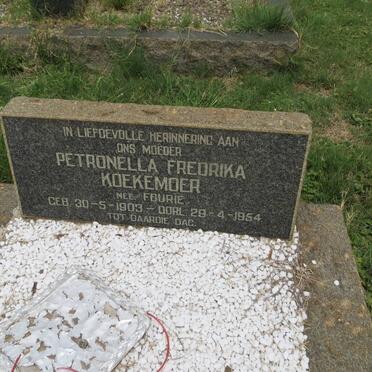 IN LIEFDEVOLLE HERINNERING AAN
ONS MOEDER
PETRONELLA FREDRIKA
KOEKEMOER
NEE FOURIE
GEB. 30-5-1903 - OORL. 28-4-1954
TOT DAARDIE DAG.